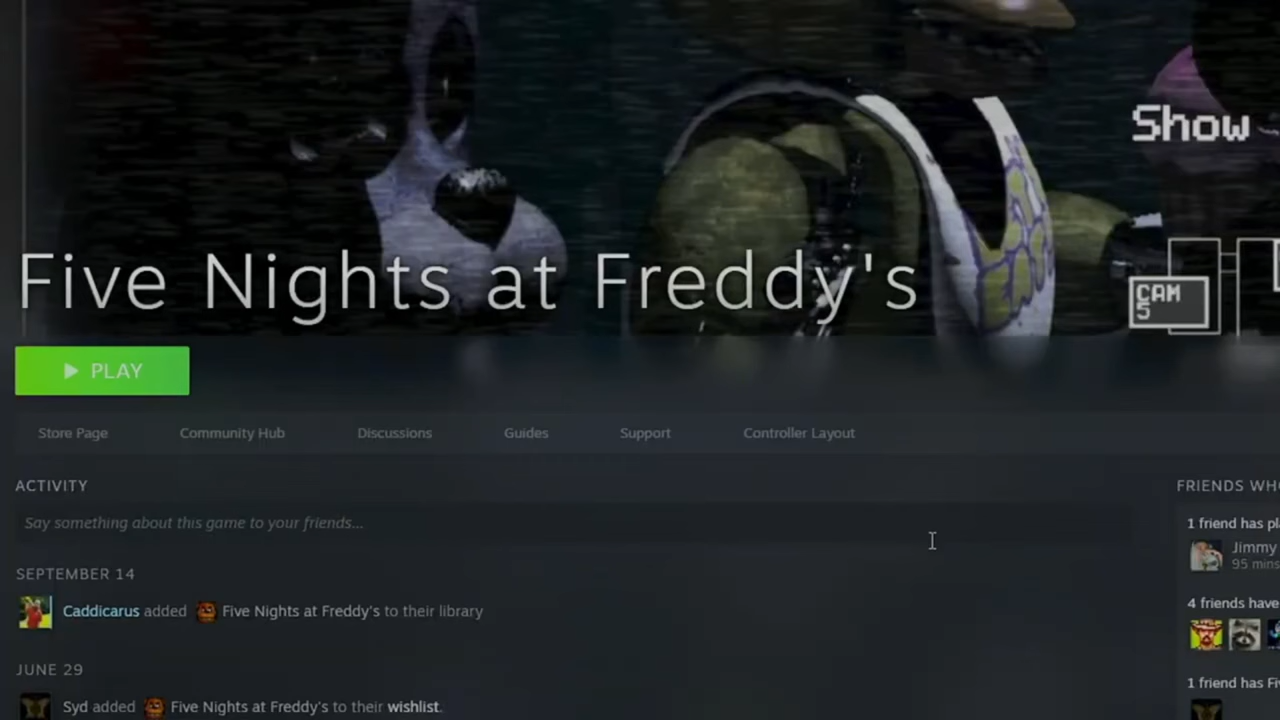 Show
Five Nights at Freddy's
CAM
5
PLAY
Store Page Community Hub Discussions Guides Support Controller Layout
ACTIVITY
FRIENDS WH
Say something about this game to your friends...
1 friend has pl
Jimmy
95 mins
SEPTEMBER 14
4 friends have
Caddicarus added Five Nights at Freddy's to their library
JUNE 29
1 friend has Fi
Syd added Five Nights at Freddy's to their wishlist.